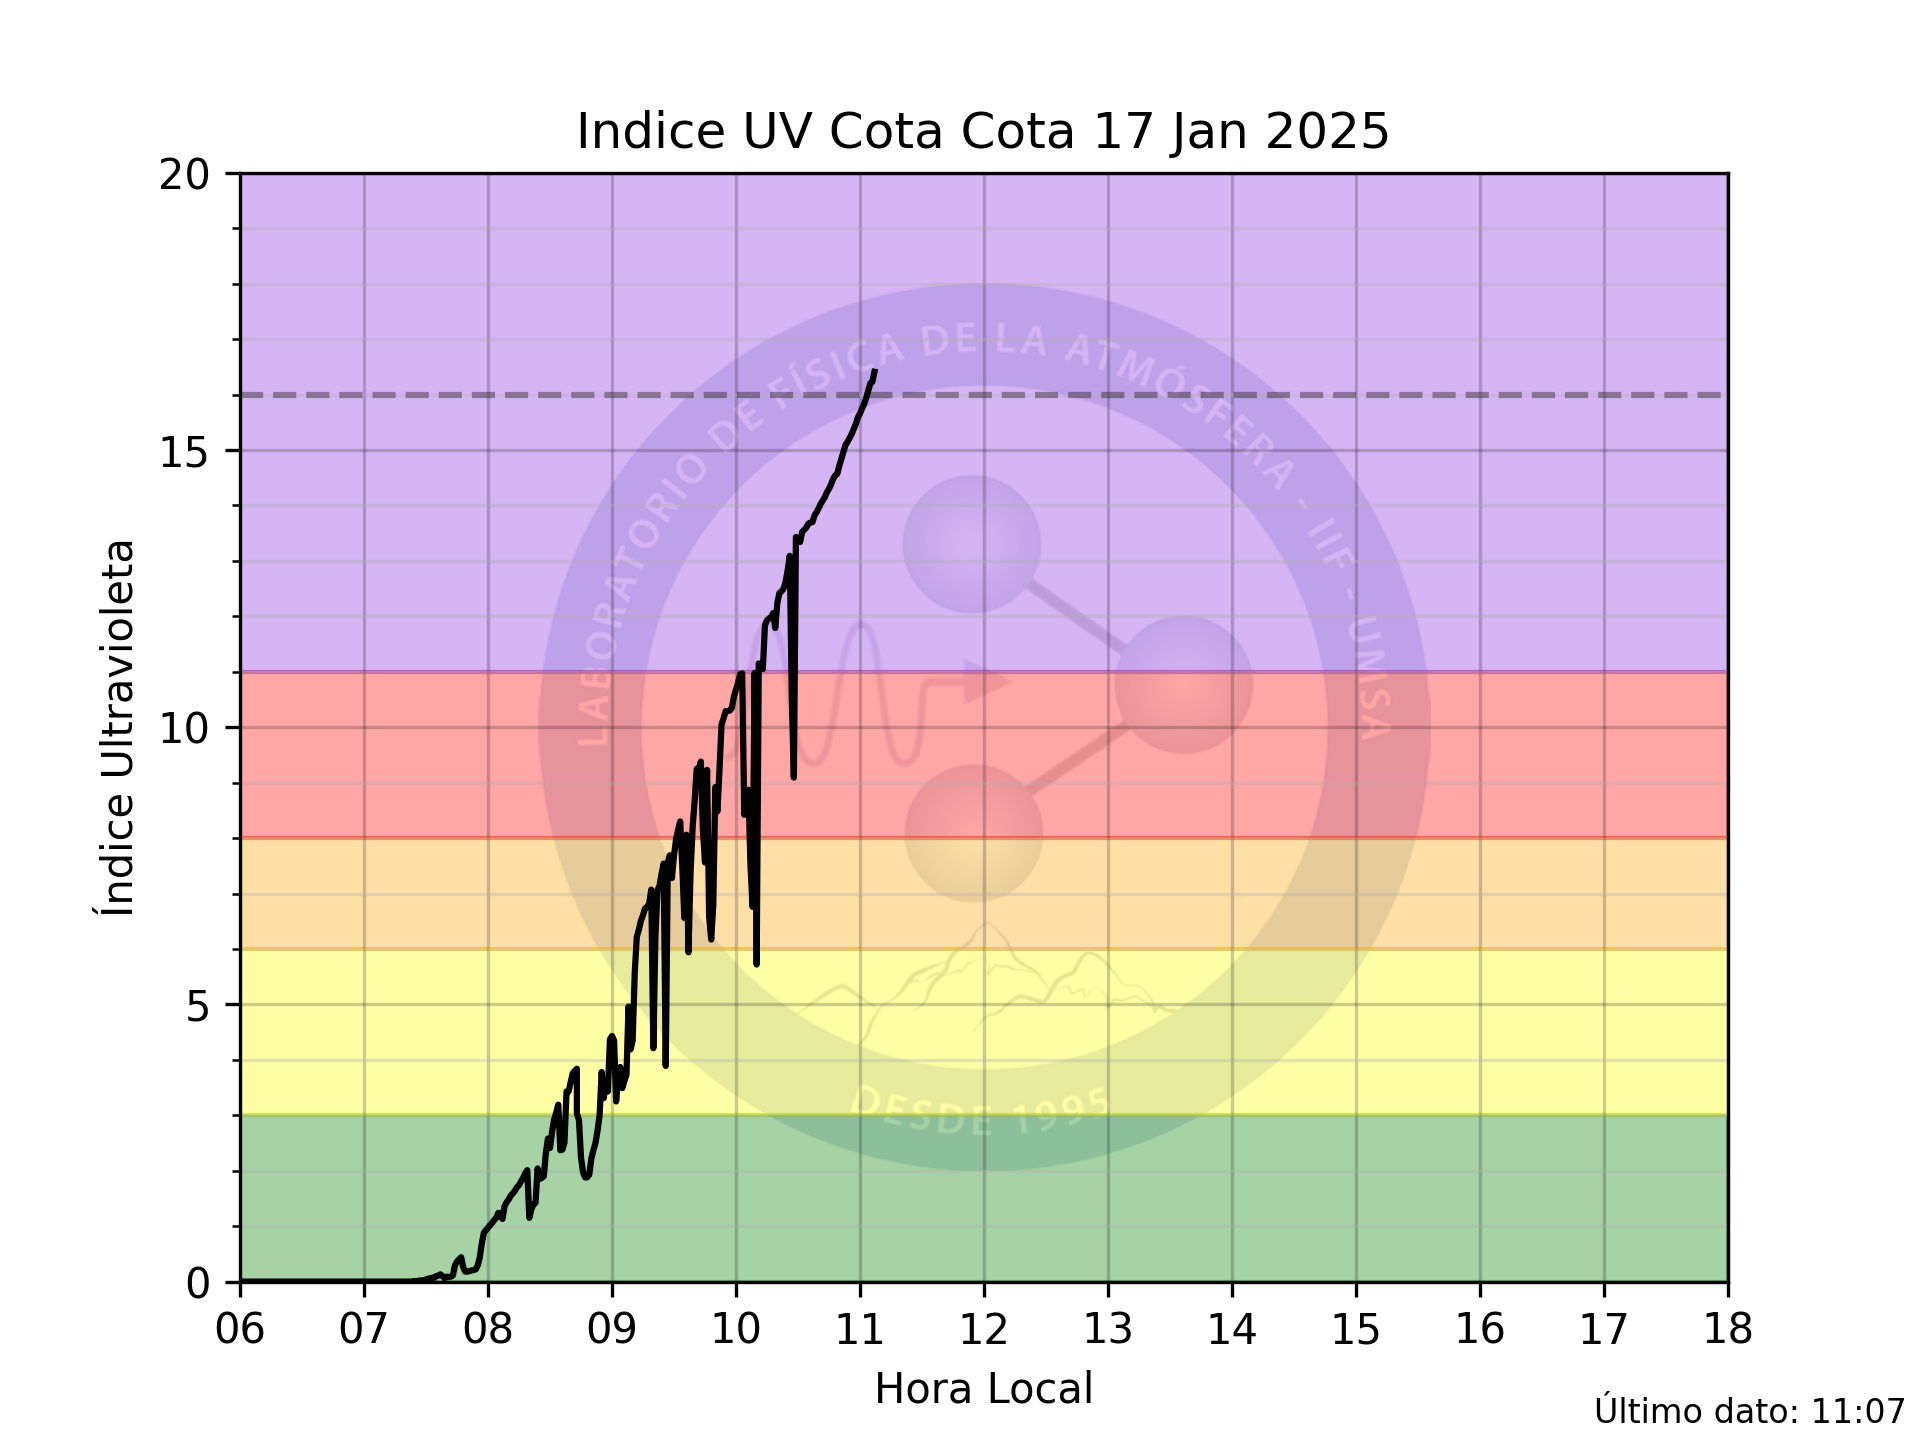 Indice UV Cota Cota 17 Jan 2025
20
15
10
5
0
Índice Ultravioleta
LABORATORIO DE FÍSICA DE LA ATMÓSFERA - IIF - UMSA
DESDE 1995
06 07 08 09 10 11 12 13 14 15 16 17 18
Hora Local
Último dato: 11:07